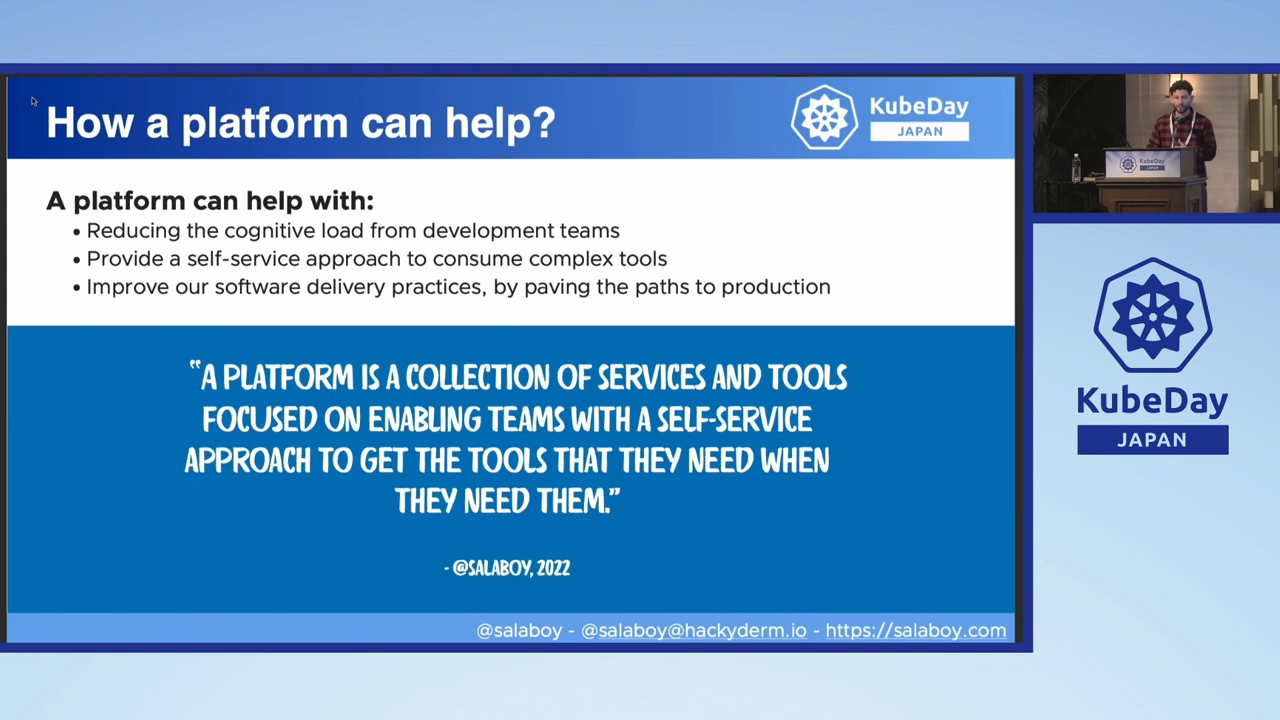 How a platform can help?
KubeDay
JAPAN
A platform can help with:
• Reducing the cognitive load from development teams
• Provide a self-service approach to consume complex tools
• Improve our software delivery practices, by paving the paths to production
“A PLATFORM IS A COLLECTION OF SERVICES AND TOOLS
FOCUSED ON ENABLING TEAMS WITH A SELF-SERVICE
APPROACH TO GET THE TOOLS THAT THEY NEED WHEN
THEY NEED THEM.”
- @SALABOY, 2022
@salaboy - @salaboy@hackyderm.io - https://salaboy.com
KubeDay
KubeDay
JAPAN